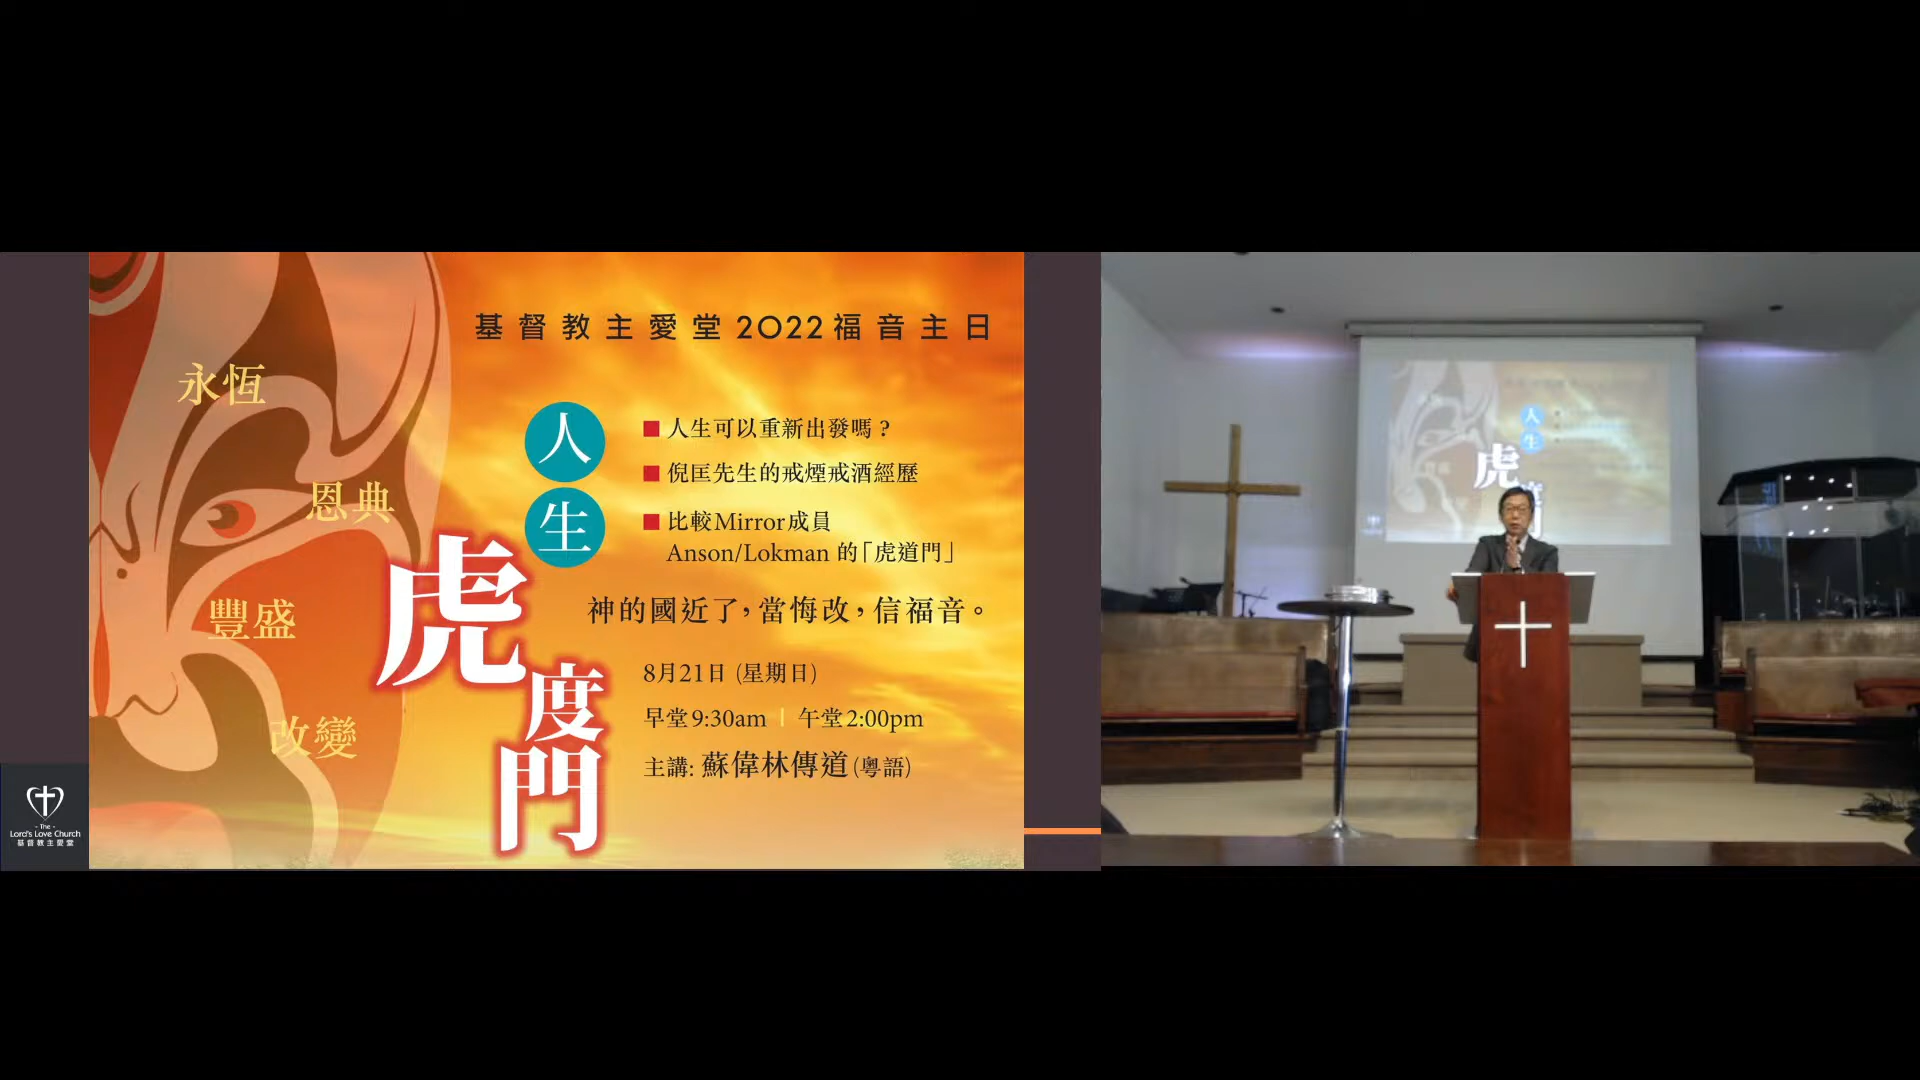 基督教主愛堂2022福音主日
永恆
恩典
豐盛
改變
人生
虎度門
■ 人生可以重新出發嗎？
■ 倪匡先生的戒煙戒酒經歷
■ 比較Mirror成員
Anson/Lokman 的「虎道門」
神的國近了，當悔改，信福音。
8月21日 (星期日)
早堂9:30am | 午堂2:00pm
主講: 蘇偉林傳道(粵語)
- The -
Lord's Love Church
基督教主愛堂
人
生
虎